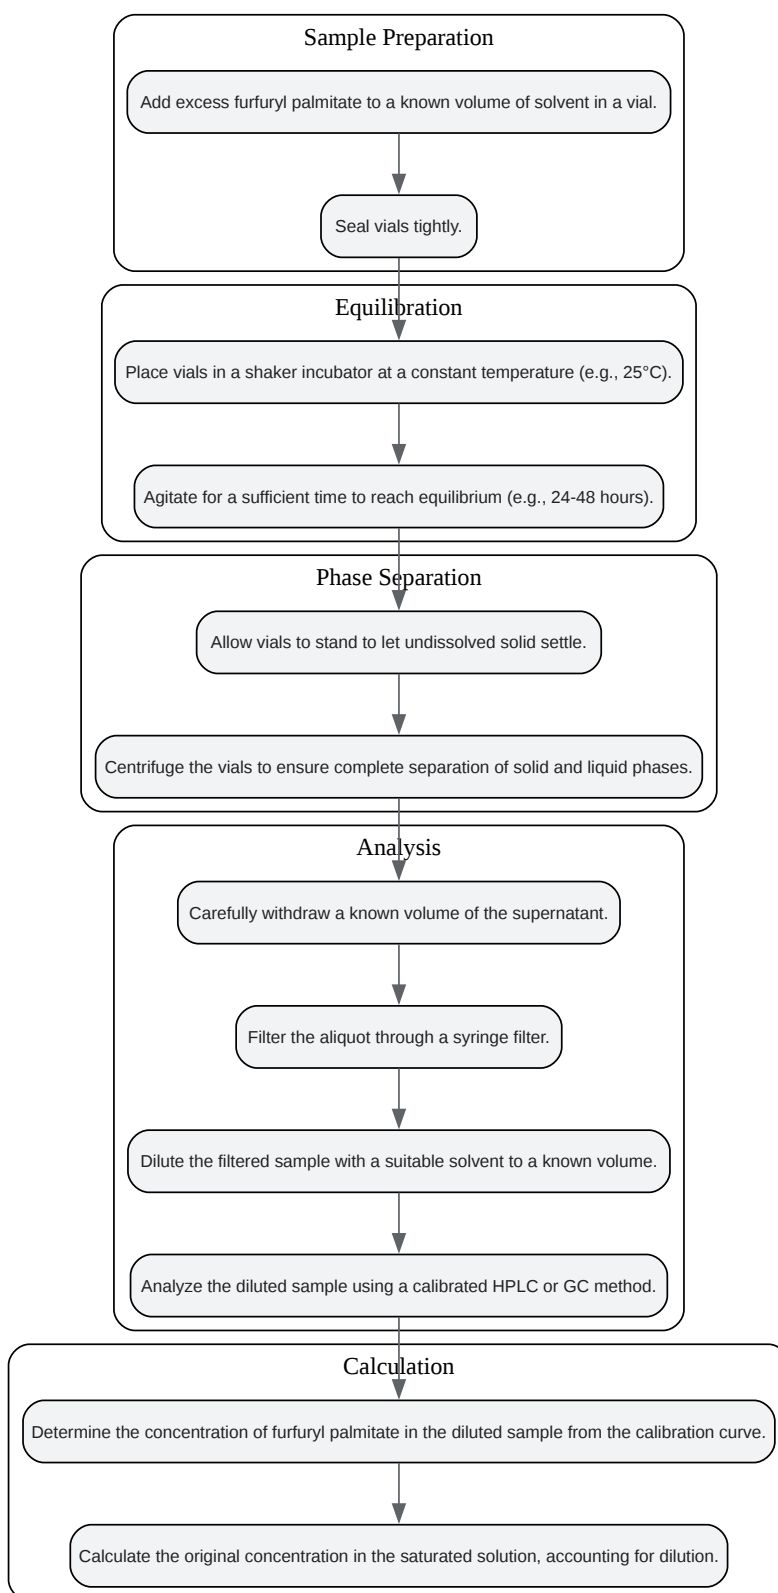 Sample Preparation
Add excess furfuryl palmitate to a known volume of solvent in a vial.
Seal vials tightly.
Equilibration
Place vials in a shaker incubator at a constant temperature (e.g., 25°C).
Agitate for a sufficient time to reach equilibrium (e.g., 24-48 hours).
Phase Separation
Allow vials to stand to let undissolved solid settle.
Centrifuge the vials to ensure complete separation of solid and liquid phases.
Analysis
Carefully withdraw a known volume of the supernatant.
Filter the aliquot through a syringe filter.
Dilute the filtered sample with a suitable solvent to a known volume.
Analyze the diluted sample using a calibrated HPLC or GC method.
Calculation
Determine the concentration of furfuryl palmitate in the diluted sample from the calibration curve.
Calculate the original concentration in the saturated solution, accounting for dilution.